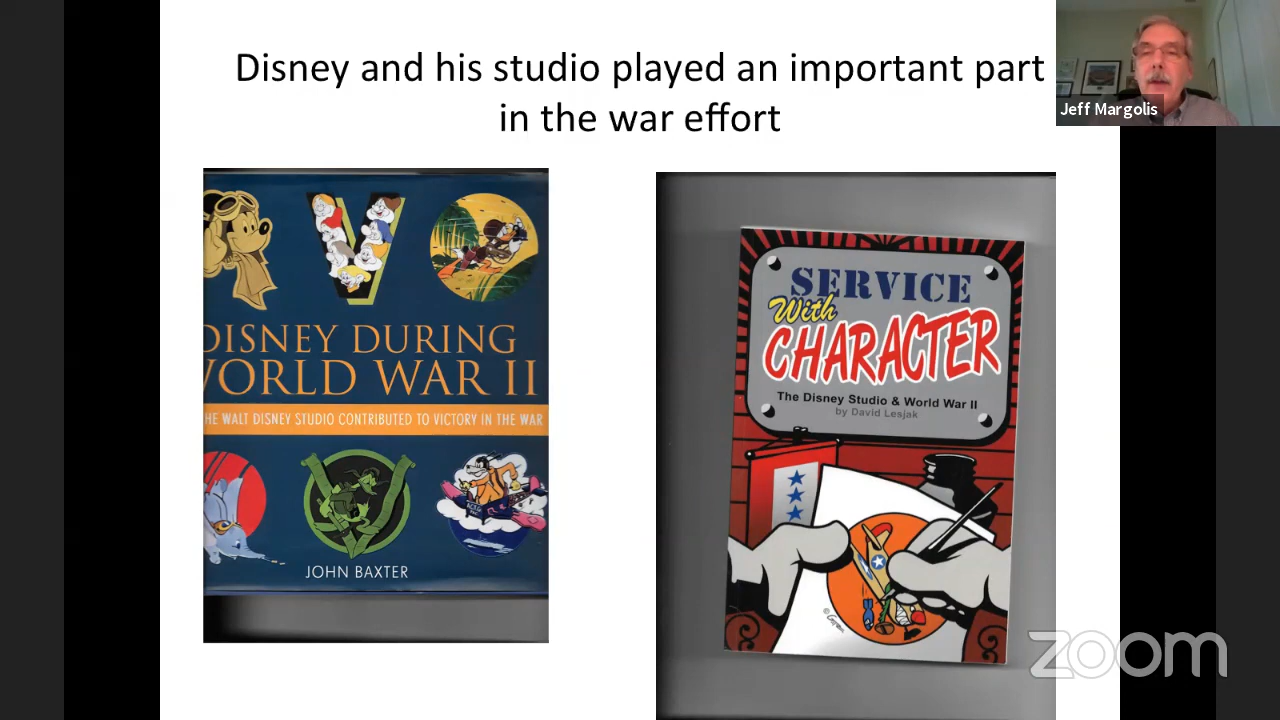 Disney and his studio played an important part
in the war effort
Jeff Margolis
DISNEY DURING
WORLD WAR II
HE WALT DISNEY STUDIO CONTRIBUTED TO VICTORY IN THE WAR
JOHN BAXTER
SERVICE
With
CHARACTER
The Disney Studio & World War II
by David Lesjak
zoom